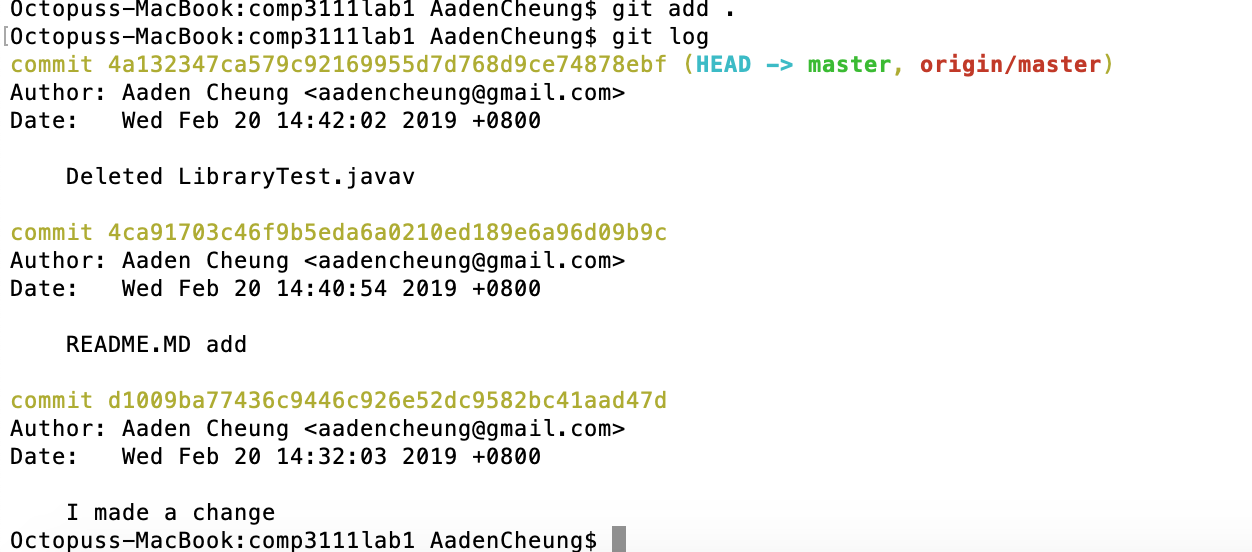 Octopuss-MacBook:comp3111lab1 AadenCheung$ git add .
[Octopuss-MacBook:comp3111lab1 AadenCheung$ git log
commit 4a132347ca579c92169955d7d768d9ce74878ebf (HEAD -> master, origin/master)
Author: Aaden Cheung <aadencheung@gmail.com>
Date:   Wed Feb 20 14:42:02 2019 +0800
    Deleted LibraryTest.javav
commit 4ca91703c46f9b5eda6a0210ed189e6a96d09b9c
Author: Aaden Cheung <aadencheung@gmail.com>
Date:   Wed Feb 20 14:40:54 2019 +0800
    README.MD add
commit d1009ba77436c9446c926e52dc9582bc41aad47d
Author: Aaden Cheung <aadencheung@gmail.com>
Date:   Wed Feb 20 14:32:03 2019 +0800
    I made a change
Octopuss-MacBook:comp3111lab1 AadenCheung$